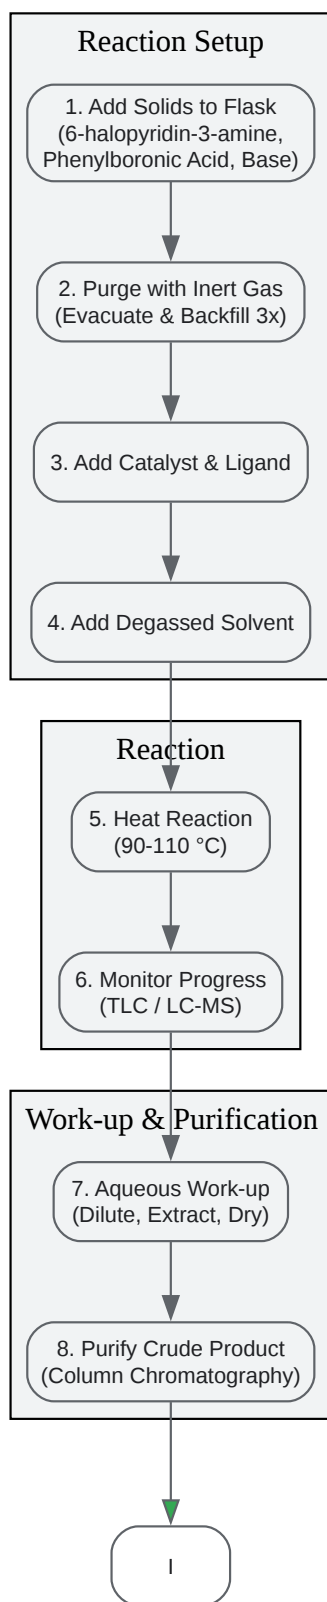 Reaction Setup
1. Add Solids to Flask
(6-halopyridin-3-amine,
Phenylboronic Acid, Base)
2. Purge with Inert Gas
(Evacuate & Backfill 3x)
3. Add Catalyst & Ligand
4. Add Degassed Solvent
Reaction
5. Heat Reaction
(90-110 °C)
6. Monitor Progress
(TLC / LC-MS)
Work-up & Purification
7. Aqueous Work-up
(Dilute, Extract, Dry)
8. Purify Crude Product
(Column Chromatography)
I